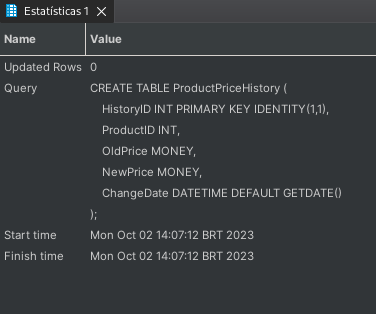 Estatísticas 1
Name Value
Updated Rows 0
Query CREATE TABLE ProductPriceHistory (
HistoryID INT PRIMARY KEY IDENTITY(1,1),
ProductID INT,
OldPrice MONEY,
NewPrice MONEY,
ChangeDate DATETIME DEFAULT GETDATE()
);
Start time Mon Oct 02 14:07:12 BRT 2023
Finish time Mon Oct 02 14:07:12 BRT 2023